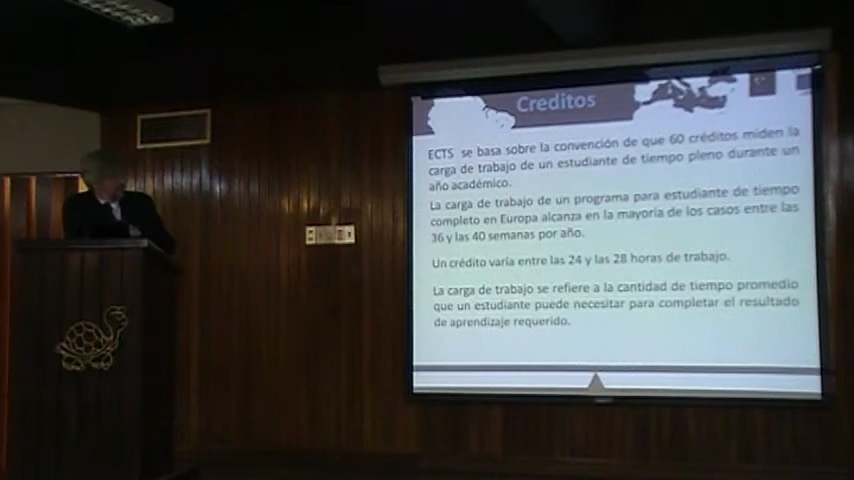 Creditos
ECTS se basa sobre la convención de que 60 créditos miden la
carga de trabajo de un estudiante de tiempo pleno durante un
año académico.
La carga de trabajo de un programa para estudiante de tiempo
completo en Europa alcanza en la mayoría de los casos entre las
36 y las 40 semanas por año.
Un crédito varía entre las 24 y las 28 horas de trabajo.
La carga de trabajo se refiere a la cantidad de tiempo promedio
que un estudiante puede necesitar para completar el resultado
de aprendizaje requerido.